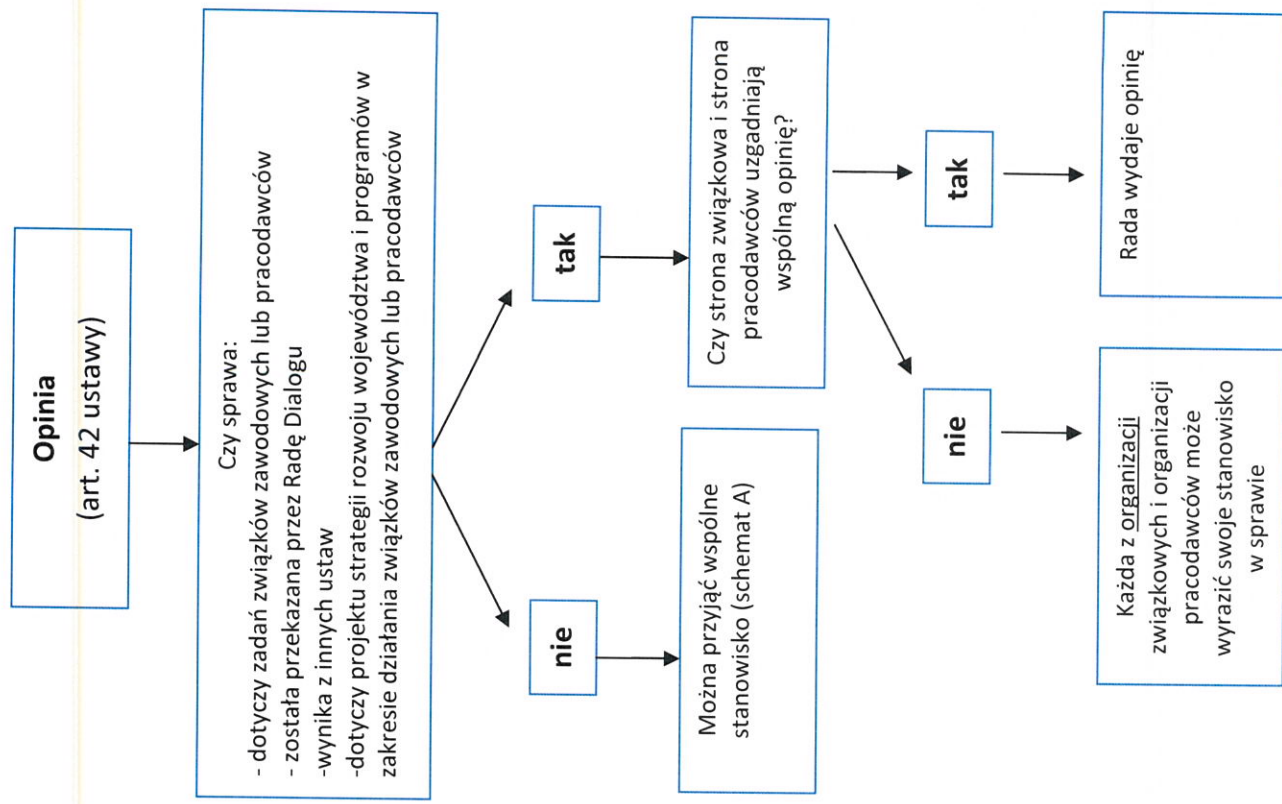 Opinia
(art. 42 ustawy)
Czy sprawa:
- dotyczy zadań związków zawodowych lub pracodawców
- została przekazana przez Radę Dialogu
-wynika z innych ustaw
-dotyczy projektu strategii rozwoju województwa i programów w
zakresie działania związków zawodowych lub pracodawców
nie
tak
Można przyjąć wspólne
stanowisko (schemat A)
Czy strona związkowa i strona
pracodawców uzgadniają
wspólną opinię?
nie
tak
Każda z organizacji
związkowych i organizacji
pracodawców może
wyrazić swoje stanowisko
w sprawie
Rada wydaje opinię